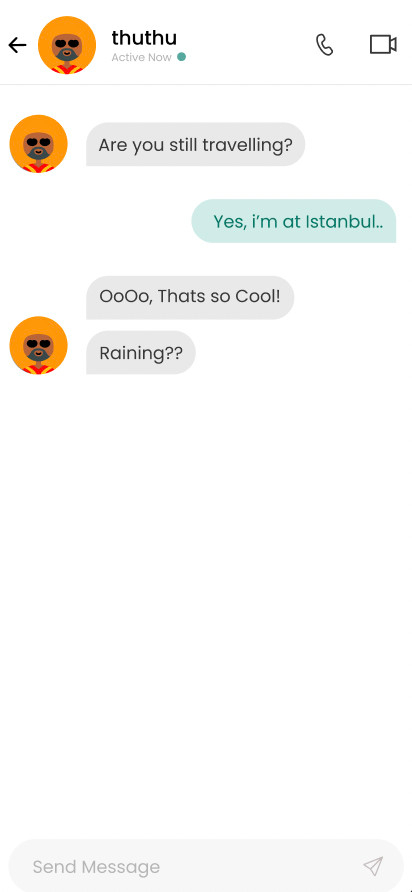 thuthu
Active Now
Are you still travelling?
Yes, i'm at Istanbul..
OoOo, Thats so Cool!
Raining??
Send Message